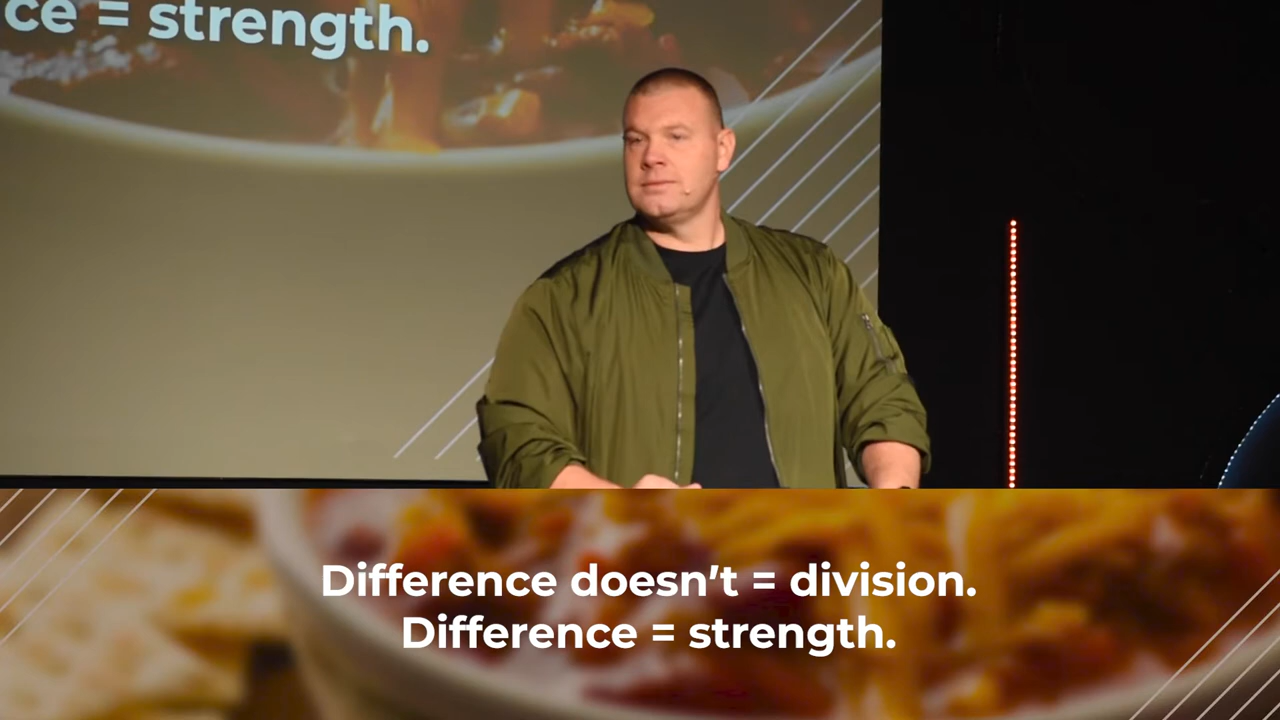 ce = strength.
Difference doesn't = division.
Difference = strength.